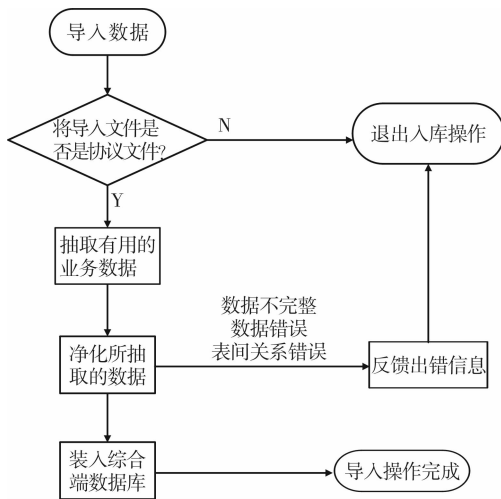 导入数据
将导入文件是
否是协议文件?
N
退出入库操作
Y
抽取有用的
业务数据
数据不完整
数据错误
表间关系错误
净化所抽
取的数据
反馈出错信息
装入综合
端数据库
导入操作完成